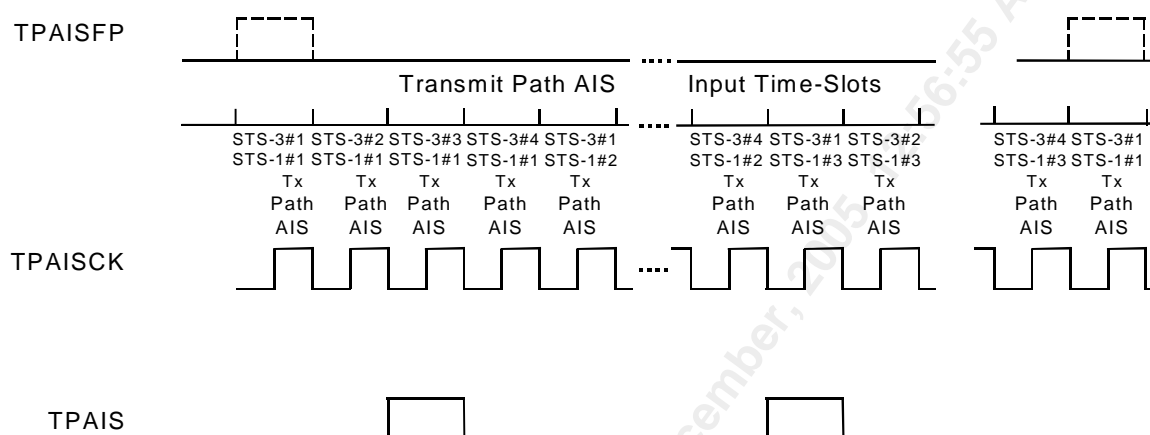 TPAISFP
Transmit Path AIS Input Time-Slots
STS-3#1 STS-3#2 STS-3#3 STS-3#4 STS-3#1 STS-3#4 STS-3#1 STS-3#2 STS-3#4 STS-3#1
STS-1#1 STS-1#1 STS-1#1 STS-1#1 STS-1#2 STS-1#2 STS-1#3 STS-1#3 STS-1#3 STS-1#1
Tx Tx Tx Tx Tx Tx Tx Tx Tx Tx
Path Path Path Path Path Path Path Path Path Path
AIS AIS AIS AIS AIS AIS AIS AIS AIS AIS
TPAISCK
TPAIS
cember, 2005 12:56:55 A